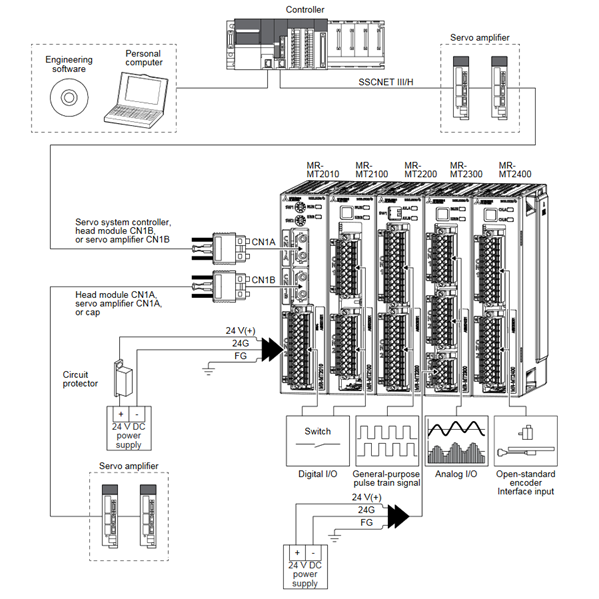 Controller
Servo amplifier
Engineering
software
Personal
computer
SSCNET III/H
MR-
MT2010
MR-
MT2100
MR-
MT2200
MR-
MT2300
MR-
MT2400
Servo system controller,
head module CN1B,
or servo amplifier CN1B
CN1A
CN1B
Head module CN1A,
servo amplifier CN1A,
or cap
24 V(+)
24G
FG
Circuit
protector
+ -
24 V DC
power
supply
Switch
Digital I/O
General-purpose
pulse train signal
Analog I/O
Open-standard
encoder
Interface input
Servo amplifier
24 V(+)
24G
FG
+ -
24 V DC
power
supply